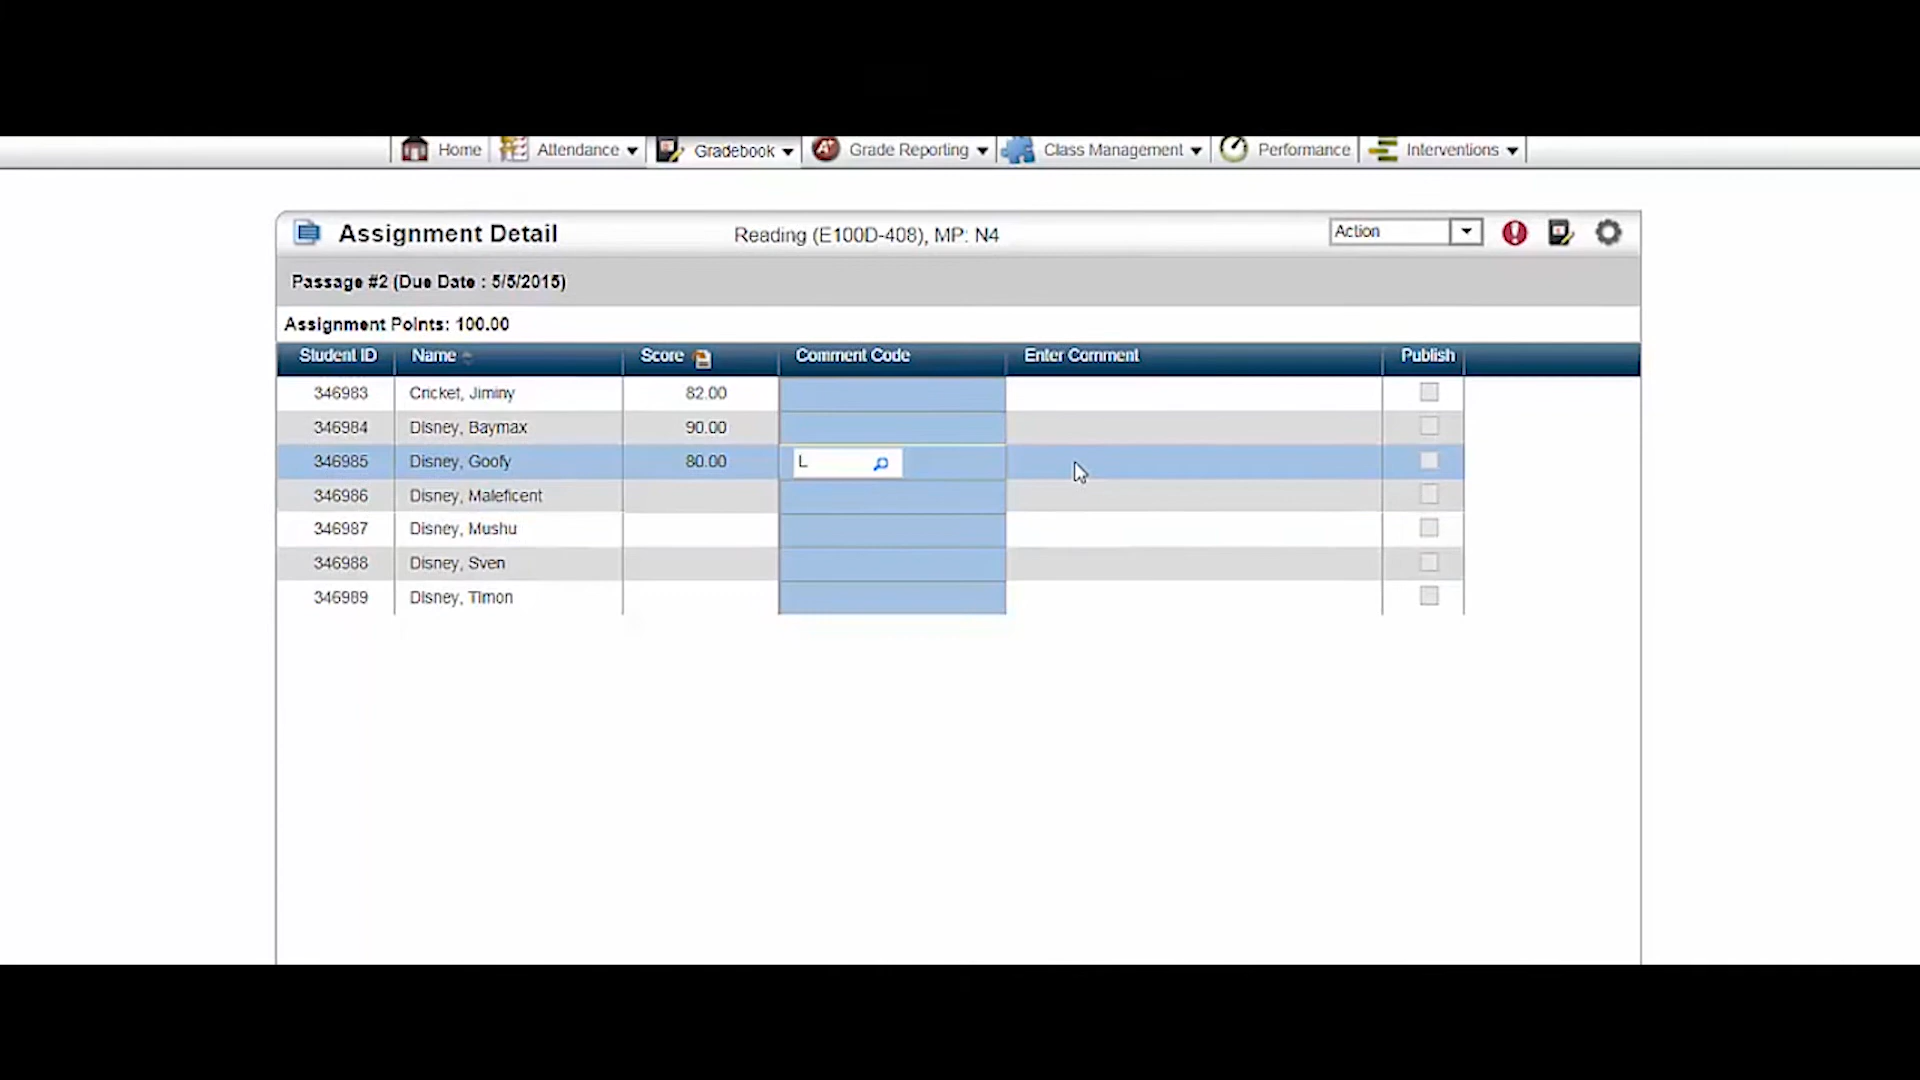 Home Attendance Gradebook Grade Reporting Class Management Performance Interventions
Assignment Detail Reading (E100D-408), MP: N4 Action
Passage #2 (Due Date : 5/5/2015)
Assignment Points: 100.00
Student ID Name Score Comment Code Enter Comment Publish
346983 Cricket, Jiminy 82.00
346984 Disney, Baymax 90.00
346985 Disney, Goofy 80.00 L
346986 Disney, Maleficent
346987 Disney, Mushu
346988 Disney, Sven
346989 Disney, Timon